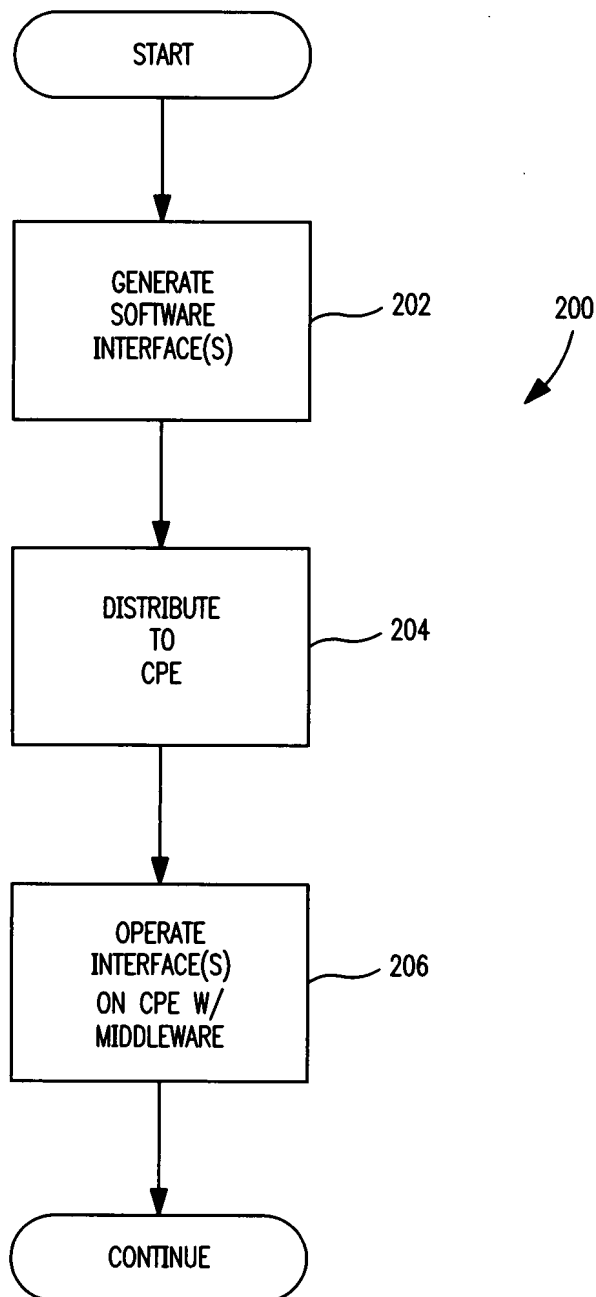 START
GENERATE
SOFTWARE
INTERFACE(S)
202
200
DISTRIBUTE
TO
CPE
204
OPERATE
INTERFACE(S)
ON CPE W/
MIDDLEWARE
206
CONTINUE